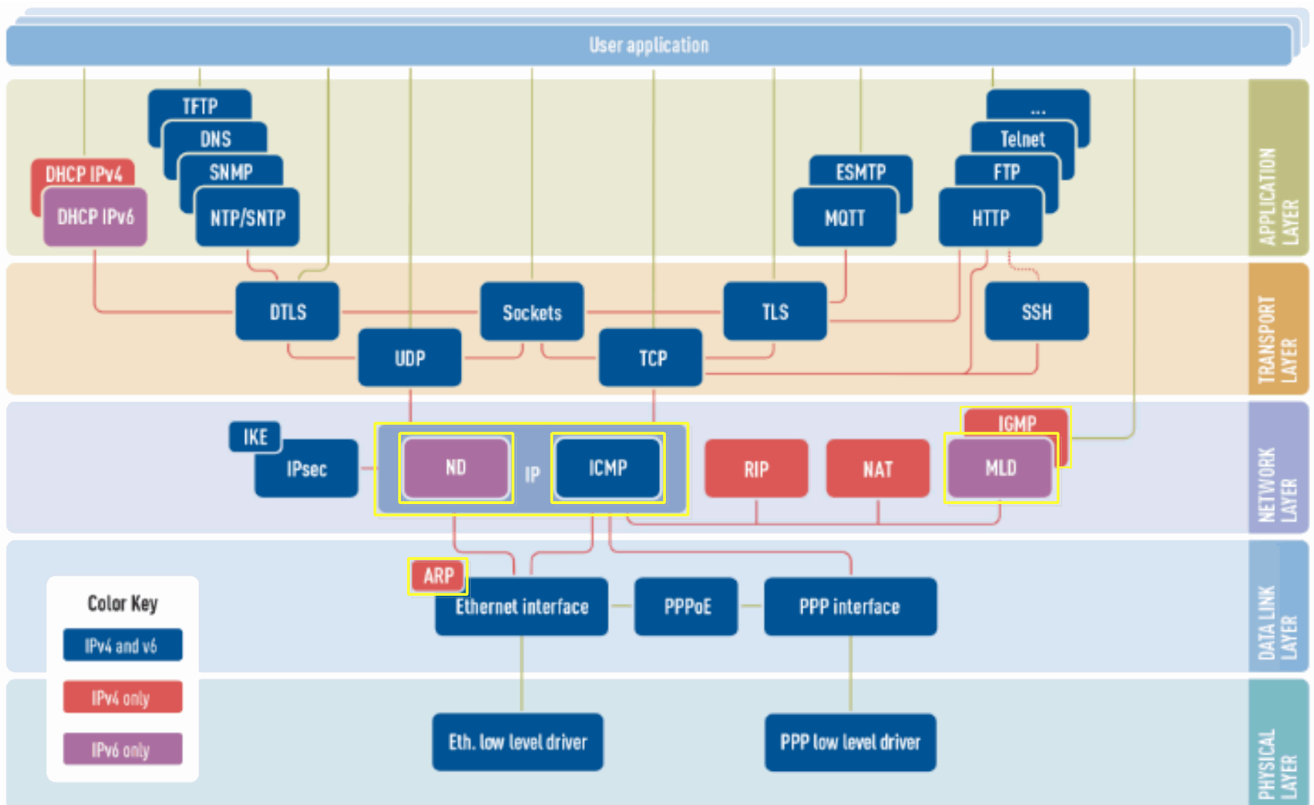 User application
TFTP
DNS
SNMP
NTP/SNTP
DHCP IPv4
DHCP IPv6
ESMTP
MQTT
...
Telnet
FTP
HTTP
APPLICATION
LAYER
DTLS
Sockets
TLS
SSH
UDP
TCP
TRANSPORT
LAYER
IKE
IPsec
ND
IP
ICMP
RIP
NAT
IGMP
MLD
NETWORK
LAYER
ARP
Ethernet interface
PPPoE
PPP interface
DATA LINK
LAYER
Color Key
IPv4 and v6
IPv4 only
IPv6 only
Eth. low level driver
PPP low level driver
PHYSICAL
LAYER